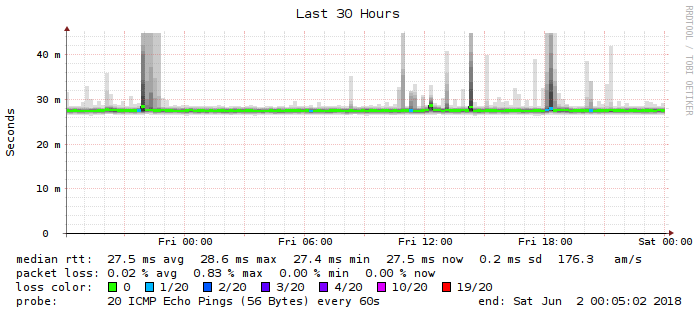 Last 30 Hours
RRDTOOL / TOBI OETIKER
Seconds
40 m
30 m
20 m
10 m
0
Fri 00:00 Fri 06:00 Fri 12:00 Fri 18:00 Sat 00:00
median rtt: 27.5 ms avg 28.6 ms max 27.4 ms min 27.5 ms now 0.2 ms sd 176.3 am/s
packet loss: 0.02 % avg 0.83 % max 0.00 % min 0.00 % now
loss color: 0 1/20 2/20 3/20 4/20 10/20 19/20
probe: 20 ICMP Echo Pings (56 Bytes) every 60s end: Sat Jun 2 00:05:02 2018